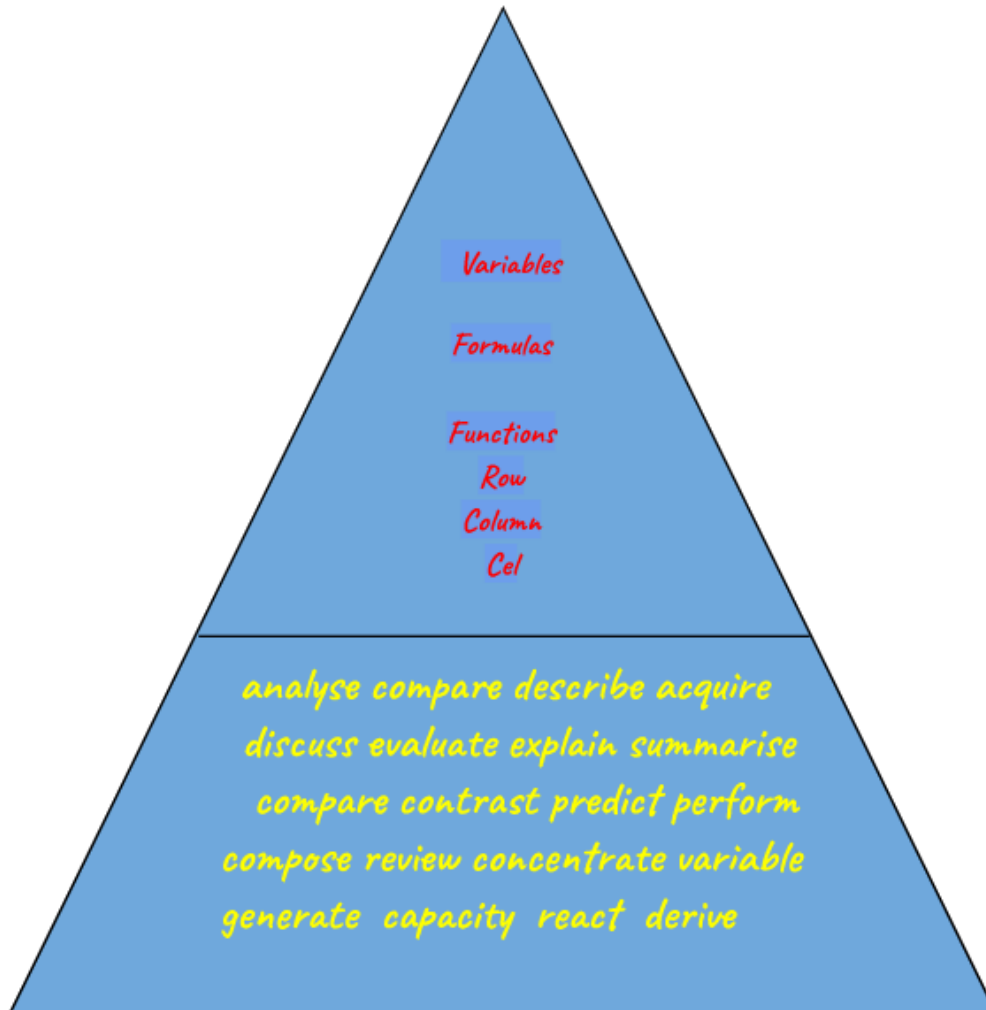 Variables
Formulas
Functions
Row
Column
Cel
analyse compare describe acquire
discuss evaluate explain summarise
compare contrast predict perform
compose review concentrate variable
generate capacity react derive